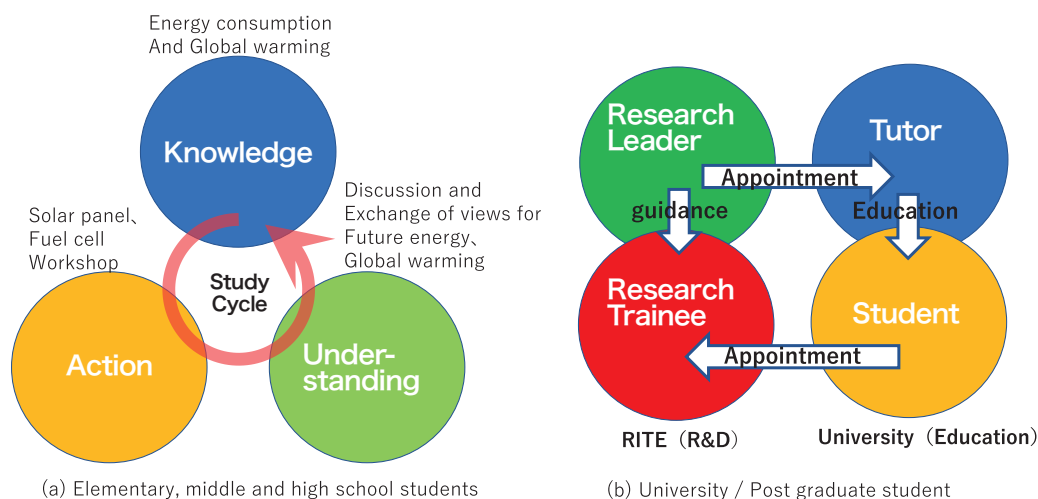 Energy consumption
And Global warming
Knowledge
Discussion and
Exchange of views for
Future energy、
Global warming
Solar panel、
Fuel cell
Workshop
Study
Cycle
Action
Under-
standing
(a) Elementary, middle and high school students
Research
Leader
Tutor
Appointment
guidance
Education
Research
Trainee
Student
Appointment
RITE（R&D）
University（Education）
(b) University / Post graduate student